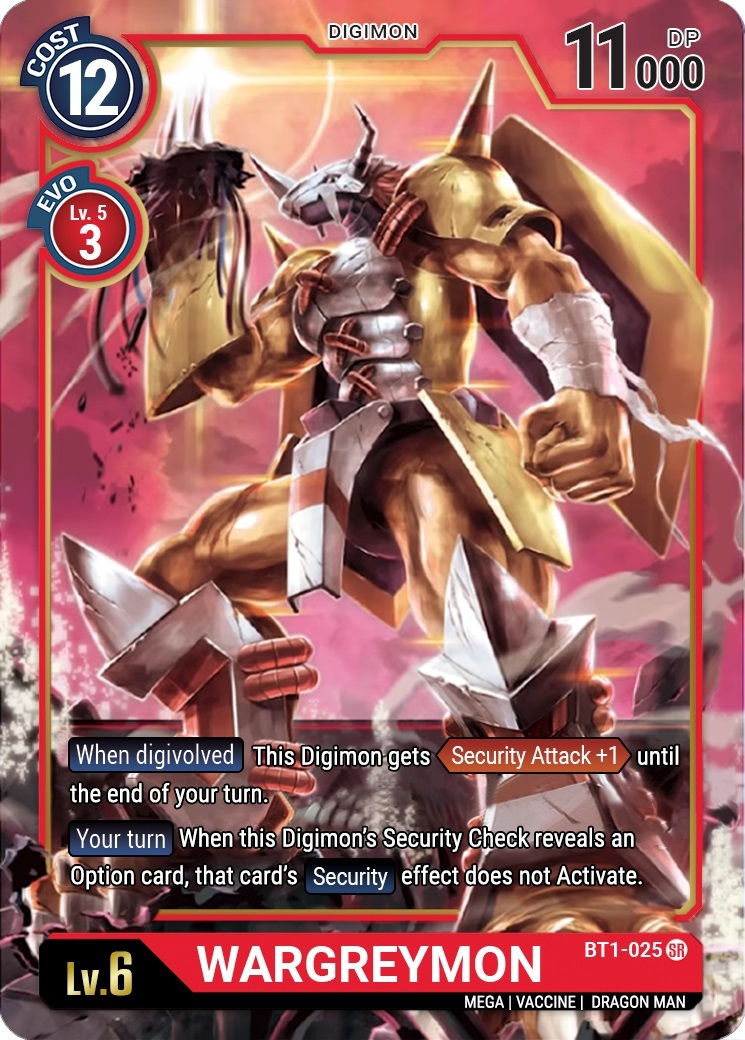 DIGIMON
COST
12
DP
11000
EVO
Lv. 5
3
When digivolved This Digimon gets Security Attack +1 until
the end of your turn.
Your turn When this Digimon's Security Check reveals an
Option card, that card's Security effect does not Activate.
Lv.6
WARGREYMON
BT1-025 SR
MEGA | VACCINE | DRAGON MAN